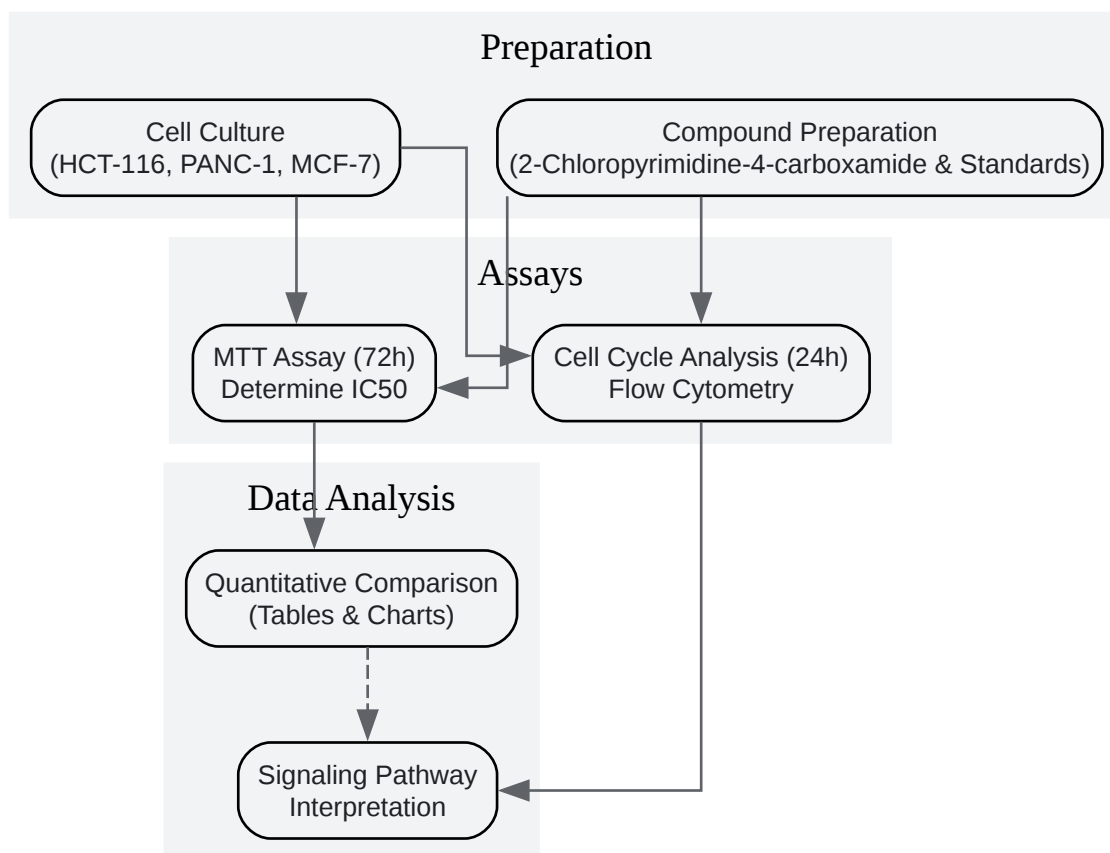 Preparation
Cell Culture
(HCT-116, PANC-1, MCF-7)
Compound Preparation
(2-Chloropyrimidine-4-carboxamide & Standards)
Assays
MTT Assay (72h)
Determine IC50
Cell Cycle Analysis (24h)
Flow Cytometry
Data Analysis
Quantitative Comparison
(Tables & Charts)
Signaling Pathway
Interpretation